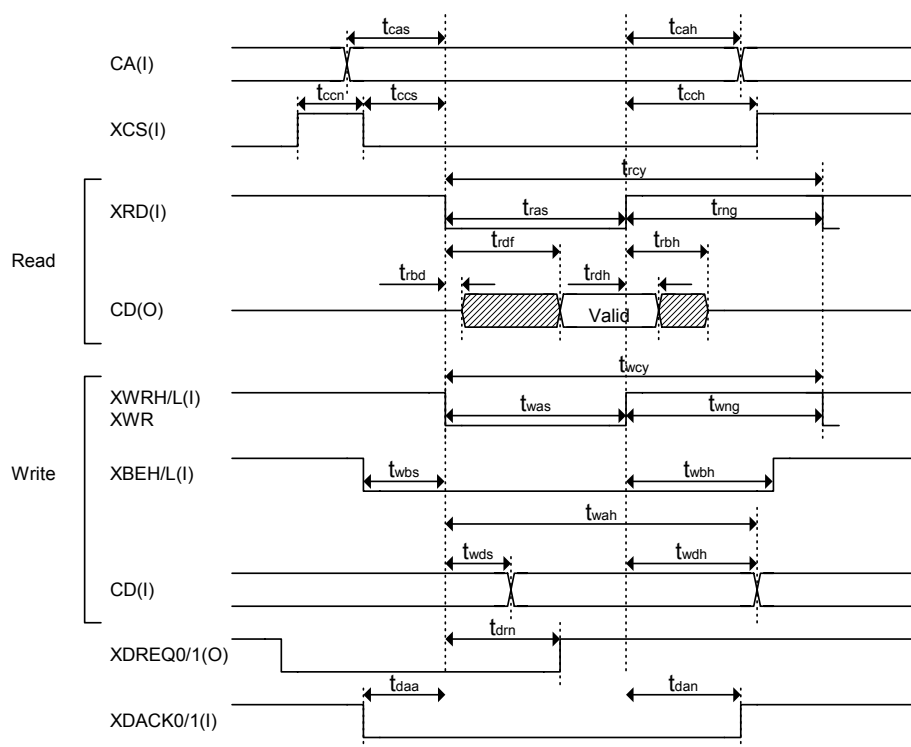 tcas tcah
CA(I)
tccn tccs tcch
XCS(I)
trcy
XRD(I) tras trng
Read trdf trbh
trbd trdh
CD(O) Valid
twcy
XWRH/L(I)
XWR twas twng
Write XBEH/L(I) twbs twbh
twah
twds twdh
CD(I)
tdrn
XDREQ0/1(O)
tdaa tdan
XDACK0/1(I)